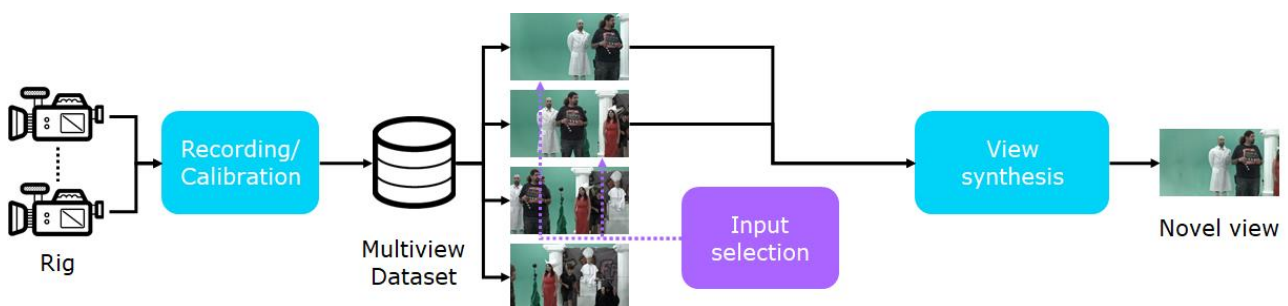 Rig
Recording/
Calibration
Multiview
Dataset
Input
selection
View
synthesis
Novel view